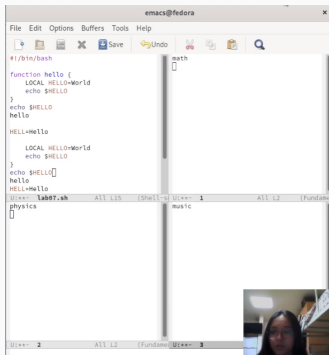 emacs@fedora
File Edit Options Buffers Tools Help
Save Undo
#!/bin/bash
function hello {
LOCAL HELLO=World
echo $HELLO
}
echo $HELLO
hello
HELL=Hello
LOCAL HELLO=World
echo $HELLO
}
echo $HELLO
hello
HELL=Hello
U:**- lab07.sh All L15 (Shell-s
math
U:**- 1 All L2 (Fundame
physics
U:**- 2 All L2 (Fundame
music
U:**- 3